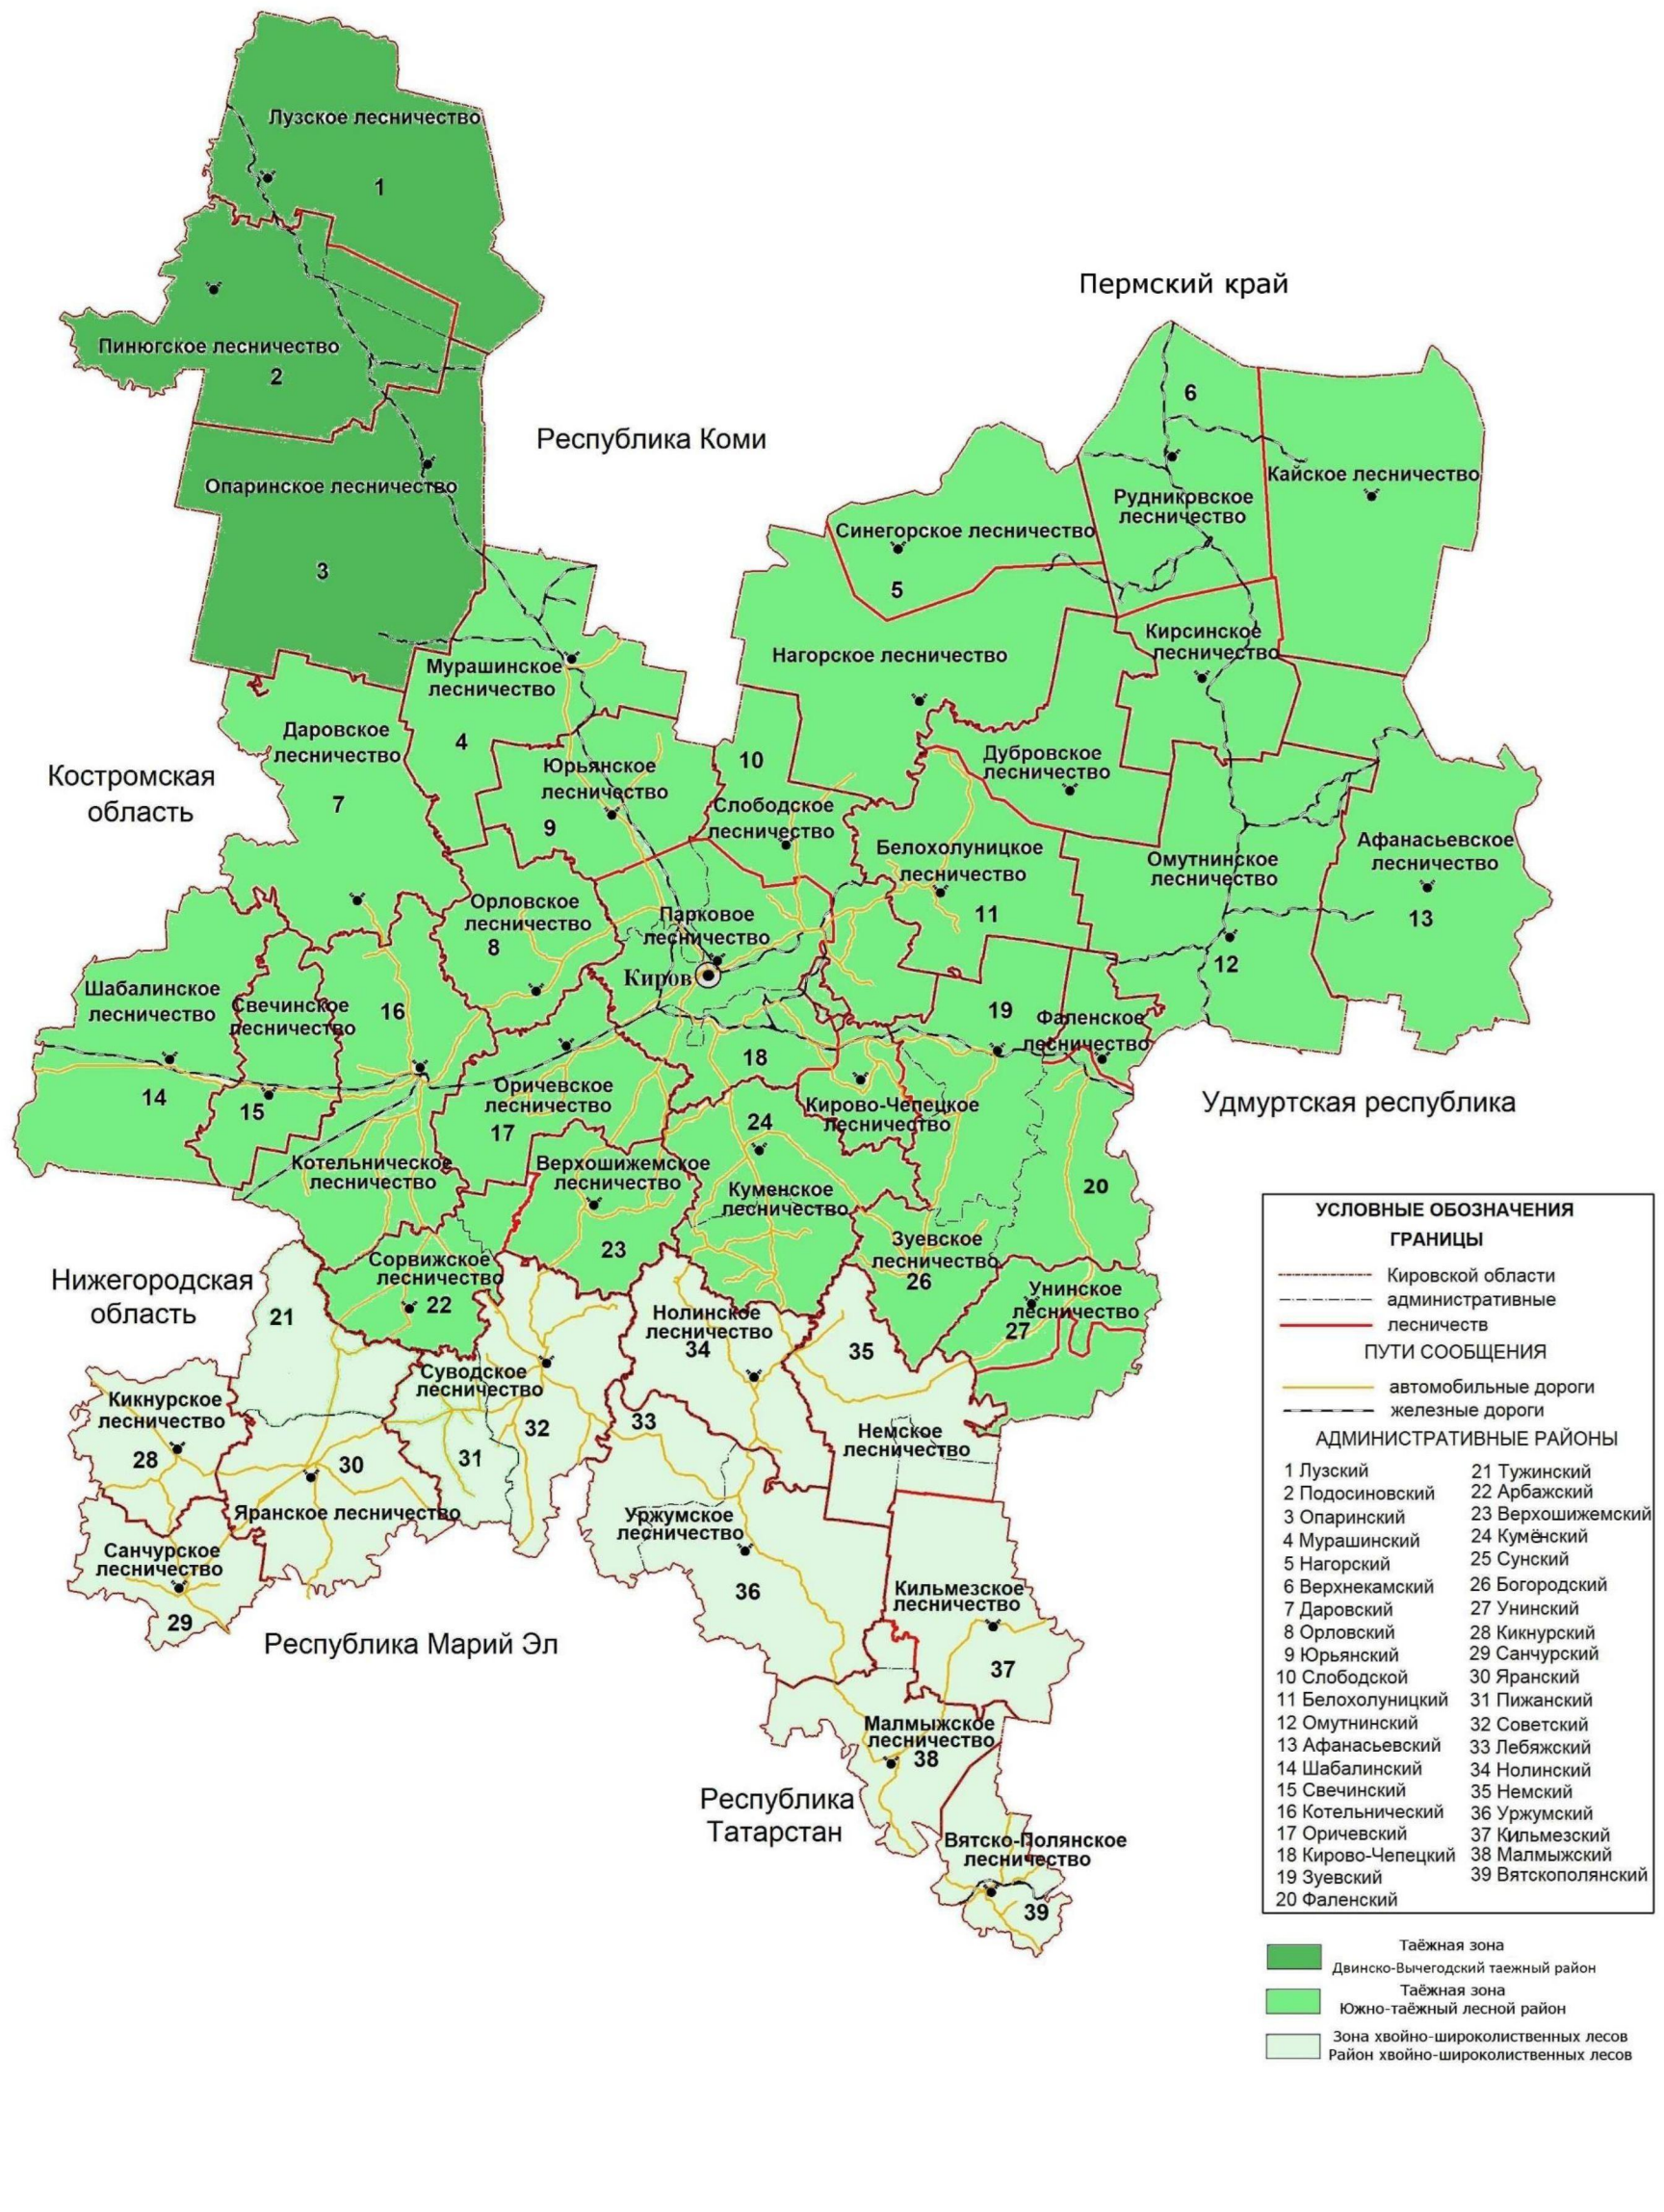 Лузское лесничество
1
Пермский край
Пинюгское лесничество
2
6
Республика Коми
Кайское лесничество
Опаринское лесничество
Рудниковское
лесничество
Синегорское лесничество
3
5
Кирсинское
лесничество
Нагорское лесничество
Мурашинское
лесничество
4
Даровское
лесничество
7
Дубровское
лесничество
10
Юрьянское
лесничество
9
Костромская
область
Слободское
лесничество
Белохолуницкое
лесничество
11
Омутнинское
лесничество
12
Афанасьевское
лесничество
13
Орловское
лесничество
8
Парковое
лесничество
Киров
Шабалинское
лесничество
14
Свечинское
лесничество
15
16
19
Фаленское
лесничество
18
Оричевское
лесничество
17
Кирово-Чепецкое
лесничество
Удмуртская республика
24
Котельническое
лесничество
Верхошижемское
лесничество
23
Куменское
лесничество
20
Зуевское
лесничество
26
Сорвижское
лесничество
22
Нижегородская
область
21
Унинское
лесничество
27
Нолинское
лесничество
34
35
Суводское
лесничество
32
31
Кикнурское
лесничество
28
33
Немское
лесничество
30
Яранское лесничество
Уржумское
лесничество
36
Санчурское
лесничество
29
Кильмезское
лесничество
37
Республика Марий Эл
Малмыжское
лесничество
38
Республика
Татарстан
Вятско-Полянское
лесничество
39
УСЛОВНЫЕ ОБОЗНАЧЕНИЯ
ГРАНИЦЫ
Кировской области
административные
лесничеств
ПУТИ СООБЩЕНИЯ
автомобильные дороги
железные дороги
АДМИНИСТРАТИВНЫЕ РАЙОНЫ
1 Лузский
2 Подосиновский
3 Опаринский
4 Мурашинский
5 Нагорский
6 Верхнекамский
7 Даровский
8 Орловский
9 Юрьянский
10 Слободской
11 Белохолуницкий
12 Омутнинский
13 Афанасьевский
14 Шабалинский
15 Свечинский
16 Котельнический
17 Оричевский
18 Кирово-Чепецкий
19 Зуевский
20 Фаленский
21 Тужинский
22 Арбажский
23 Верхошижемский
24 Кумёнский
25 Сунский
26 Богородский
27 Унинский
28 Кикнурский
29 Санчурский
30 Яранский
31 Пижанский
32 Советский
33 Лебяжский
34 Нолинский
35 Немский
36 Уржумский
37 Кильмезский
38 Малмыжский
39 Вятскополянский
Таёжная зона
Двинско-Вычегодский таежный район
Таёжная зона
Южно-таёжный лесной район
Зона хвойно-широколиственных лесов
Район хвойно-широколиственных лесов